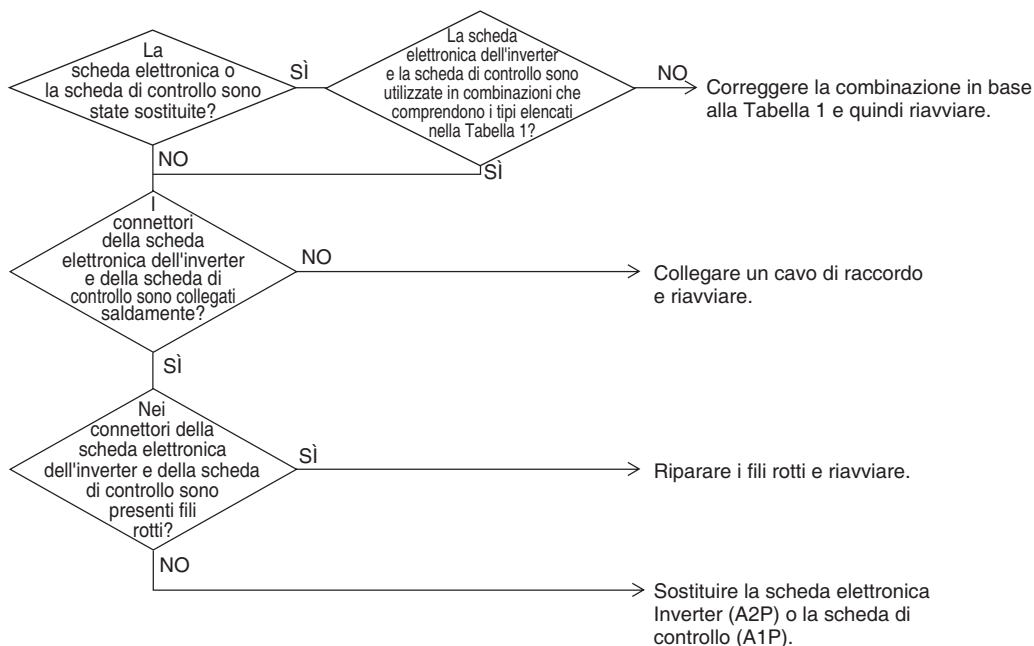 La
scheda elettronica o
la scheda di controllo sono
state sostituite?
SÌ
La scheda
elettronica dell'inverter
e la scheda di controllo sono
utilizzate in combinazioni che
comprendono i tipi elencati
nella Tabella 1?
NO
Correggere la combinazione in base
alla Tabella 1 e quindi riavviare.
NO
SÌ
I
connettori
della scheda
elettronica dell'inverter
e della scheda di
controllo sono collegati
saldamente?
NO
Collegare un cavo di raccordo
e riavviare.
SÌ
Nei
connettori della
scheda elettronica
dell'inverter e della scheda
di controllo sono
presenti fili
rotti?
SÌ
Riparare i fili rotti e riavviare.
NO
Sostituire la scheda elettronica
Inverter (A2P) o la scheda di
controllo (A1P).